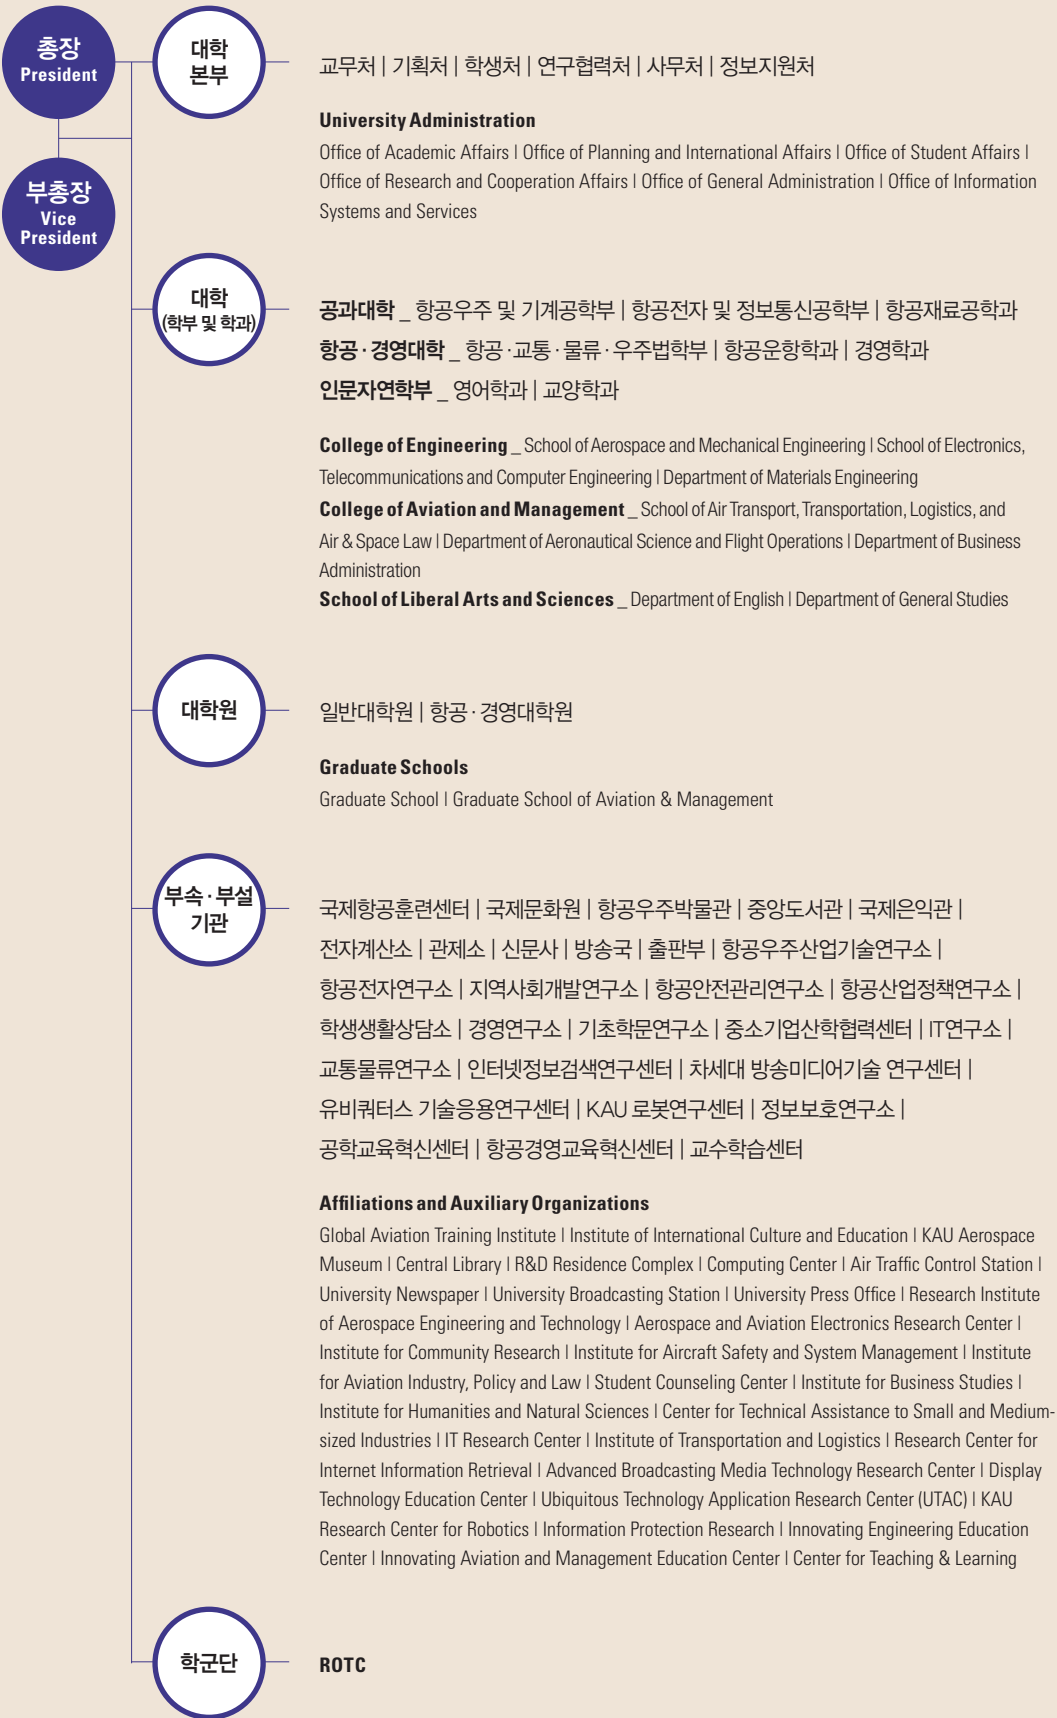 총장
President
부총장
Vice
President
대학
본부
교무처 | 기획처 | 학생처 | 연구협력처 | 사무처 | 정보지원처
University Administration
Office of Academic Affairs | Office of Planning and International Affairs | Office of Student Affairs |
Office of Research and Cooperation Affairs | Office of General Administration | Office of Information
Systems and Services
대학
(학부 및 학과)
공과대학 _ 항공우주 및 기계공학부 | 항공전자 및 정보통신공학부 | 항공재료공학과
항공·경영대학 _ 항공·교통·물류·우주법학부 | 항공운항학과 | 경영학과
인문자연학부 _ 영어학과 | 교양학과
College of Engineering _ School of Aerospace and Mechanical Engineering | School of Electronics,
Telecommunications and Computer Engineering | Department of Materials Engineering
College of Aviation and Management _ School of Air Transport, Transportation, Logistics, and
Air & Space Law | Department of Aeronautical Science and Flight Operations | Department of Business
Administration
School of Liberal Arts and Sciences _ Department of English | Department of General Studies
대학원
일반대학원 | 항공·경영대학원
Graduate Schools
Graduate School | Graduate School of Aviation & Management
부속·부설
기관
국제항공훈련센터 | 국제문화원 | 항공우주박물관 | 중앙도서관 | 국제은익관 |
전자계산소 | 관제소 | 신문사 | 방송국 | 출판부 | 항공우주산업기술연구소 |
항공전자연구소 | 지역사회개발연구소 | 항공안전관리연구소 | 항공산업정책연구소 |
학생생활상담소 | 경영연구소 | 기초학문연구소 | 중소기업산학협력센터 | IT연구소 |
교통물류연구소 | 인터넷정보검색연구센터 | 차세대 방송미디어기술 연구센터 |
유비쿼터스 기술응용연구센터 | KAU 로봇연구센터 | 정보보호연구소 |
공학교육혁신센터 | 항공경영교육혁신센터 | 교수학습센터
Affiliations and Auxiliary Organizations
Global Aviation Training Institute | Institute of International Culture and Education | KAU Aerospace
Museum | Central Library | R&D Residence Complex | Computing Center | Air Traffic Control Station |
University Newspaper | University Broadcasting Station | University Press Office | Research Institute
of Aerospace Engineering and Technology | Aerospace and Aviation Electronics Research Center |
Institute for Community Research | Institute for Aircraft Safety and System Management | Institute
for Aviation Industry, Policy and Law | Student Counseling Center | Institute for Business Studies |
Institute for Humanities and Natural Sciences | Center for Technical Assistance to Small and Medium-
sized Industries | IT Research Center | Institute of Transportation and Logistics | Research Center for
Internet Information Retrieval | Advanced Broadcasting Media Technology Research Center | Display
Technology Education Center | Ubiquitous Technology Application Research Center (UTAC) | KAU
Research Center for Robotics | Information Protection Research | Innovating Engineering Education
Center | Innovating Aviation and Management Education Center | Center for Teaching & Learning
학군단
ROTC